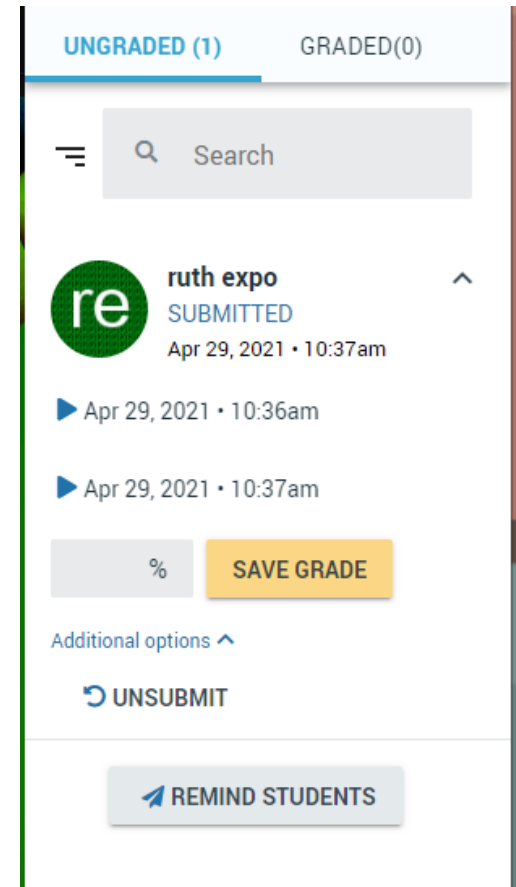 UNGRADED (1) GRADED(0)
Search
re
ruth expo
SUBMITTED
Apr 29, 2021 • 10:37am
Apr 29, 2021 • 10:36am
Apr 29, 2021 • 10:37am
% SAVE GRADE
Additional options
UNSUBMIT
REMIND STUDENTS